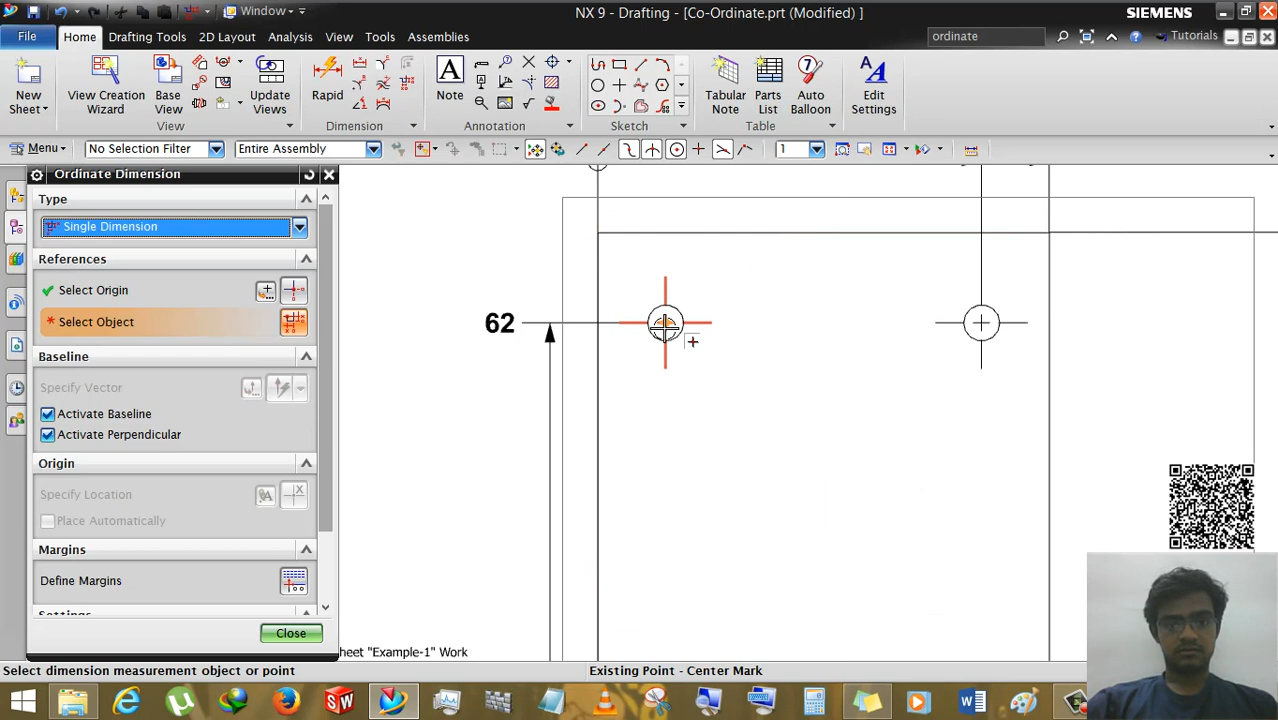 Window
NX 9 - Drafting - [Co-Ordinate.prt (Modified) ]
SIEMENS
File
Home
Drafting Tools
2D Layout
Analysis
View
Tools
Assemblies
ordinate
Tutorials
New Sheet
View Creation Wizard
Base View
Update Views
Rapid
Note
Tabular Note
Parts List
Auto Balloon
Edit Settings
View
Dimension
Annotation
Sketch
Table
Menu
No Selection Filter
Entire Assembly
1
Ordinate Dimension
Type
Single Dimension
References
Select Origin
* Select Object
Baseline
Specify Vector
Activate Baseline
Activate Perpendicular
Origin
Specify Location
Place Automatically
Margins
Define Margins
Close
62
heet "Example-1" Work
Select dimension measurement object or point
Existing Point - Center Mark